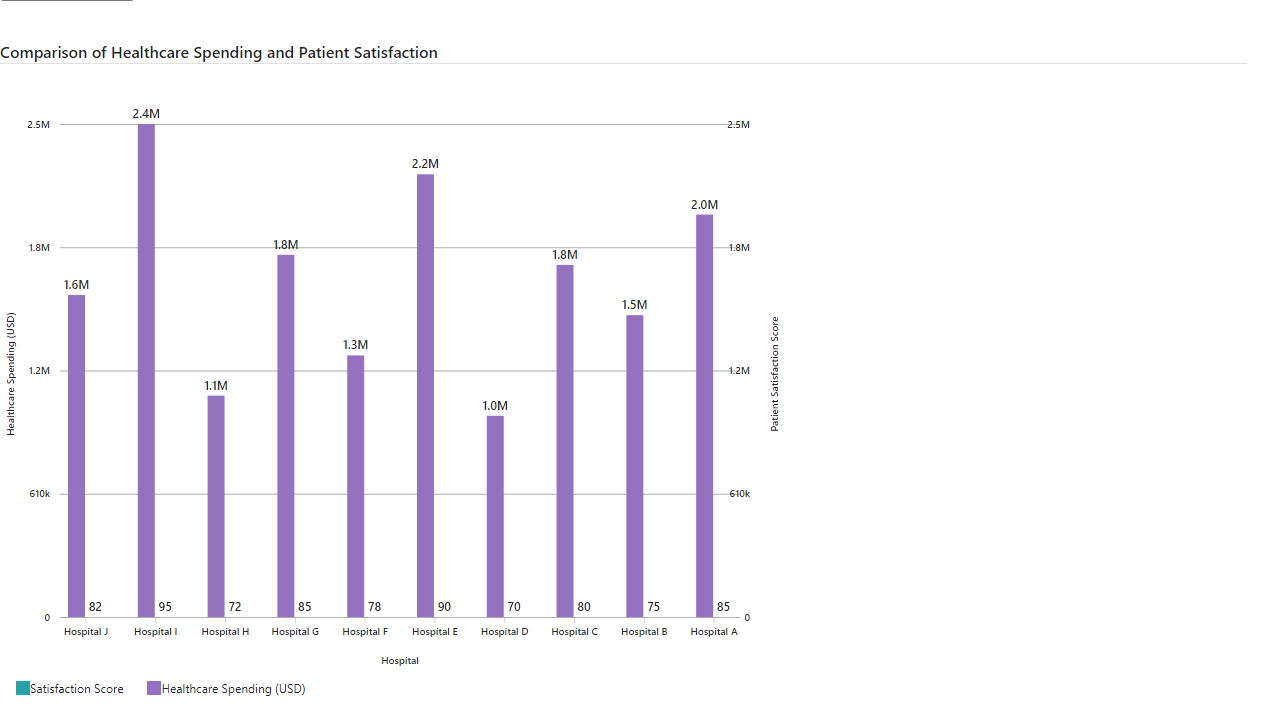 Comparison of Healthcare Spending and Patient Satisfaction
2.4M
2.5M 2.5M
2.2M
2.0M
1.8M 1.8M
1.8M 1.8M
1.6M
1.5M
1.3M
1.2M 1.2M
1.1M
1.0M
Healthcare Spending (USD)
Patient Satisfaction Score
610k 610k
82 95 72 85 78 90 70 80 75 85
0 0
Hospital J Hospital I Hospital H Hospital G Hospital F Hospital E Hospital D Hospital C Hospital B Hospital A
Hospital
Satisfaction Score Healthcare Spending (USD)